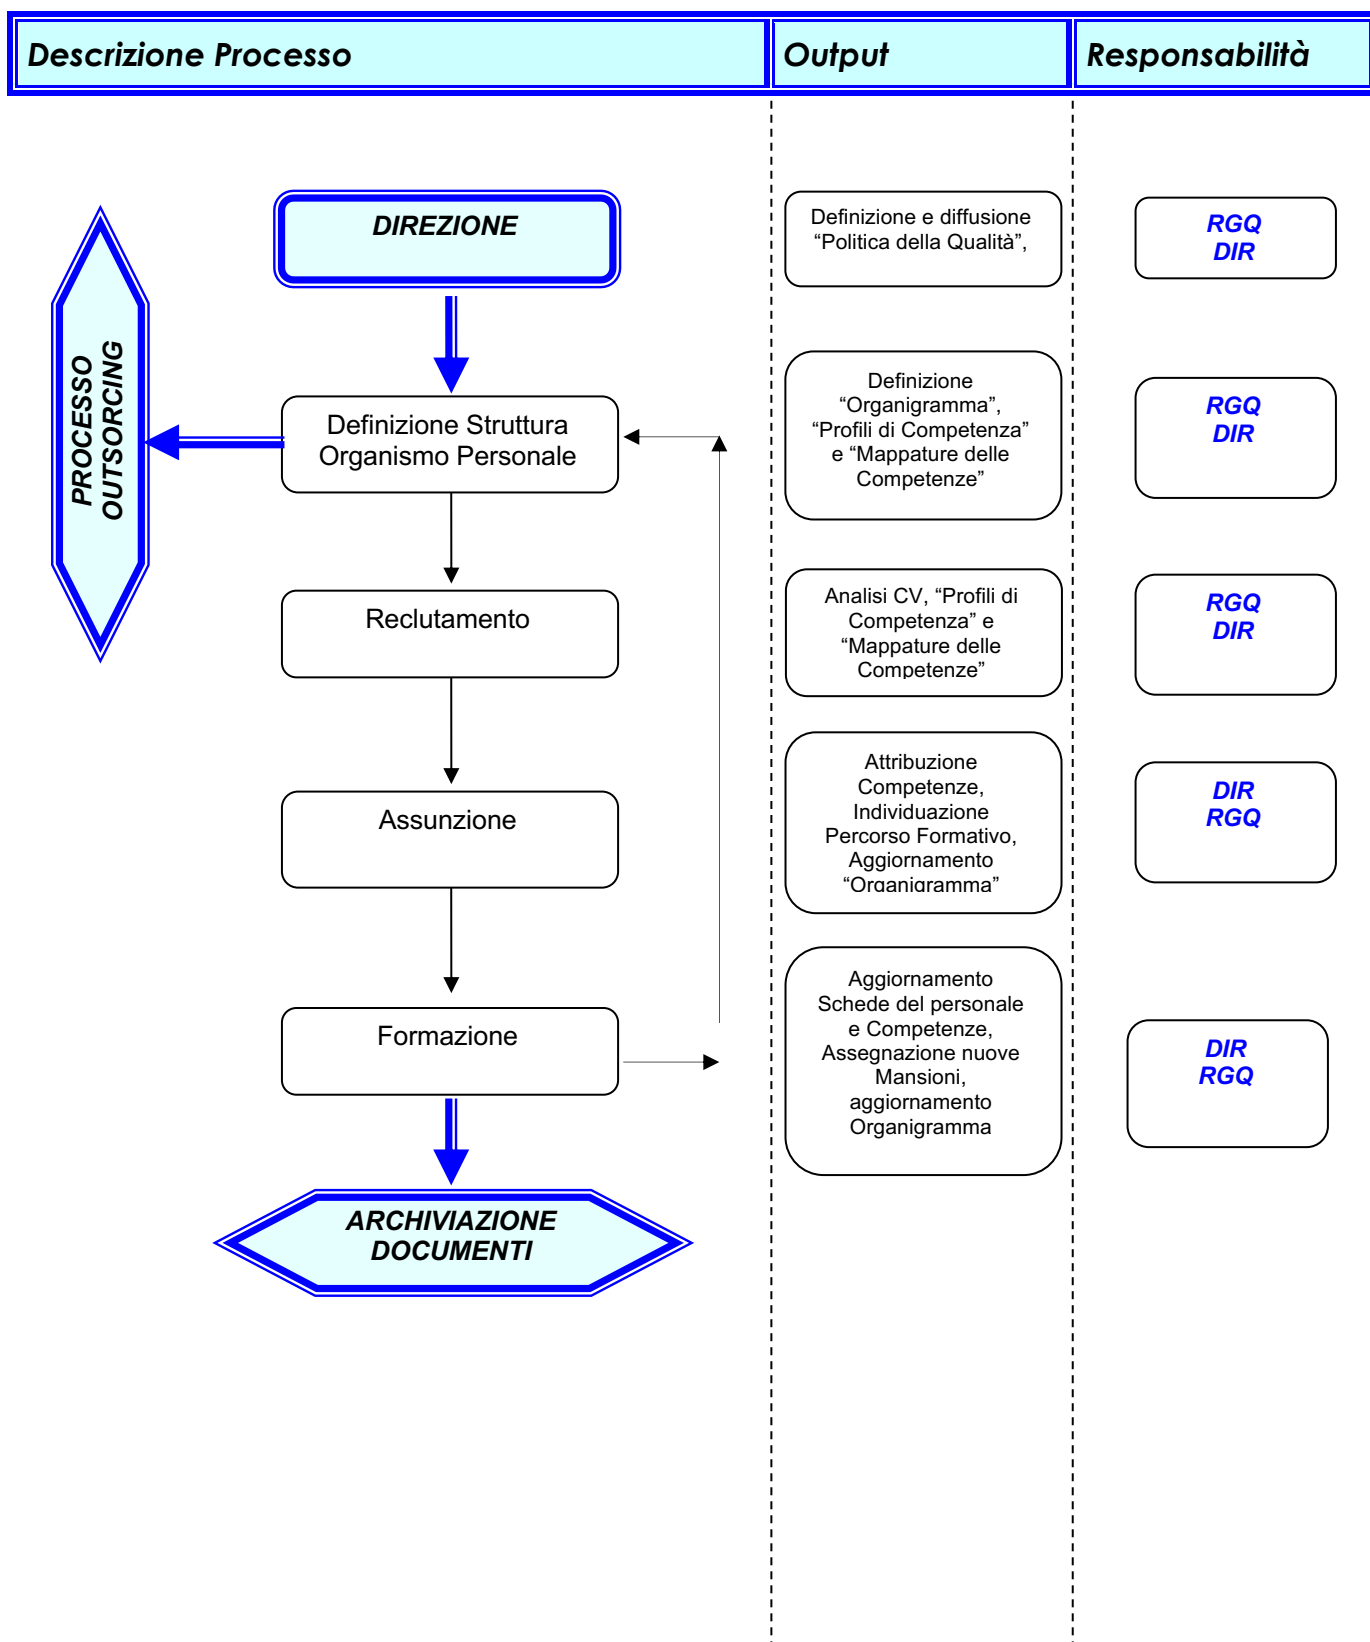 Descrizione Processo
Output
Responsabilità
DIREZIONE
Definizione e diffusione
“Politica della Qualità”,
RGQ
DIR
PROCESSO
OUTSORCING
Definizione Struttura
Organismo Personale
Definizione
“Organigramma”,
“Profili di Competenza”
e “Mappature delle
Competenze”
RGQ
DIR
Reclutamento
Analisi CV, “Profili di
Competenza” e
“Mappature delle
Competenze”
RGQ
DIR
Assunzione
Attribuzione
Competenze,
Individuazione
Percorso Formativo,
Aggiornamento
“Organigramma”
DIR
RGQ
Formazione
Aggiornamento
Schede del personale
e Competenze,
Assegnazione nuove
Mansioni,
aggiornamento
Organigramma
DIR
RGQ
ARCHIVIAZIONE
DOCUMENTI